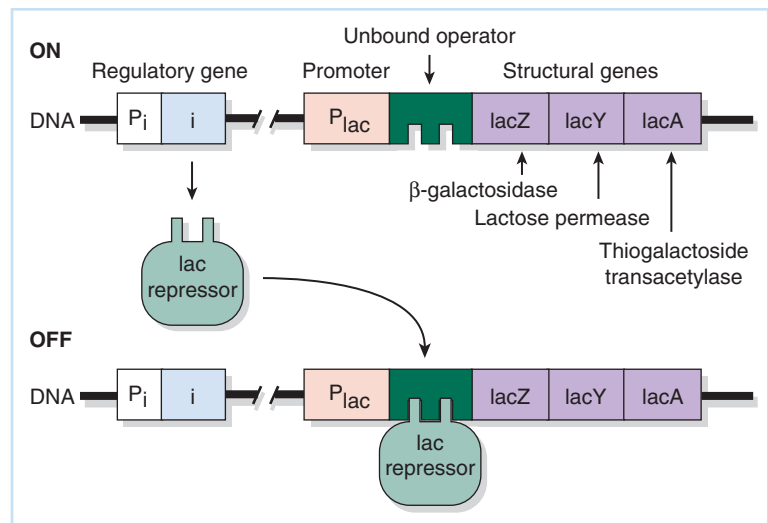 ON
Unbound operator
Regulatory gene Promoter Structural genes
DNA Pi i Plac lacZ lacY lacA
β-galactosidase
Lactose permease
Thiogalactoside
transacetylase
lac
repressor
OFF
DNA Pi i Plac lacZ lacY lacA
lac
repressor